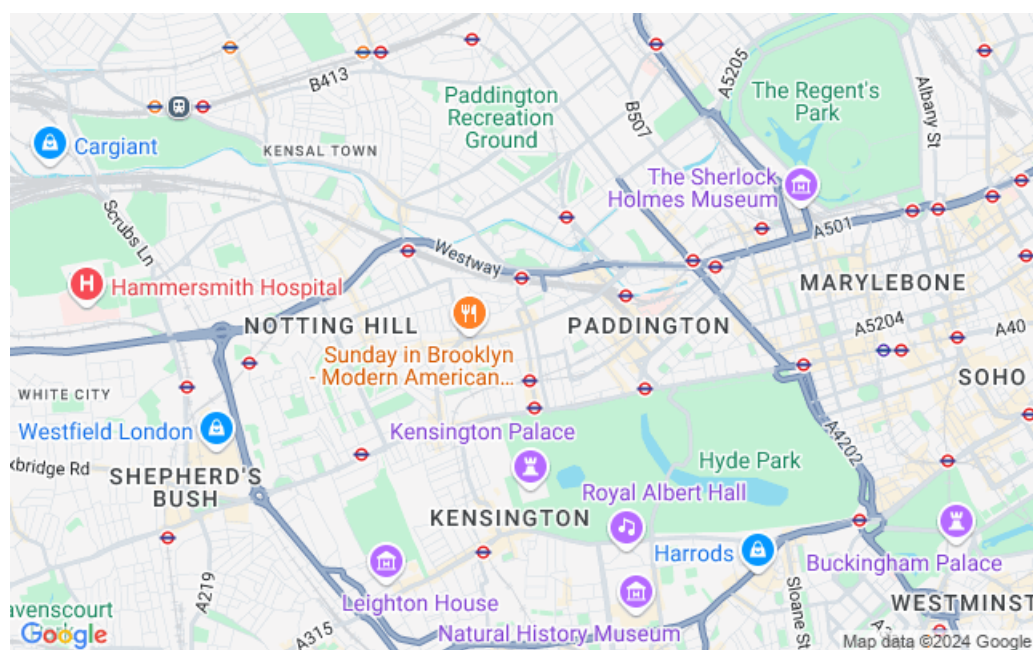 B413
A5205
Albany St
Paddington
Recreation
Ground
B507
The Regent's
Park
Cargiant
KENSAL TOWN
The Sherlock
Holmes Museum
Scrubs Ln
A501
Westway
Hammersmith Hospital
MARYLEBONE
NOTTING HILL
PADDINGTON
A5204
A40
Sunday in Brooklyn
- Modern American...
SOHO
WHITE CITY
Westfield London
Kensington Palace
A4202
xbridge Rd
Hyde Park
SHEPHERD'S
BUSH
Royal Albert Hall
KENSINGTON
Harrods
Buckingham Palace
A219
Leighton House
Sloane St
WESTMINST
avenscourt
Google
A315
Natural History Museum
Map data ©2024 Google